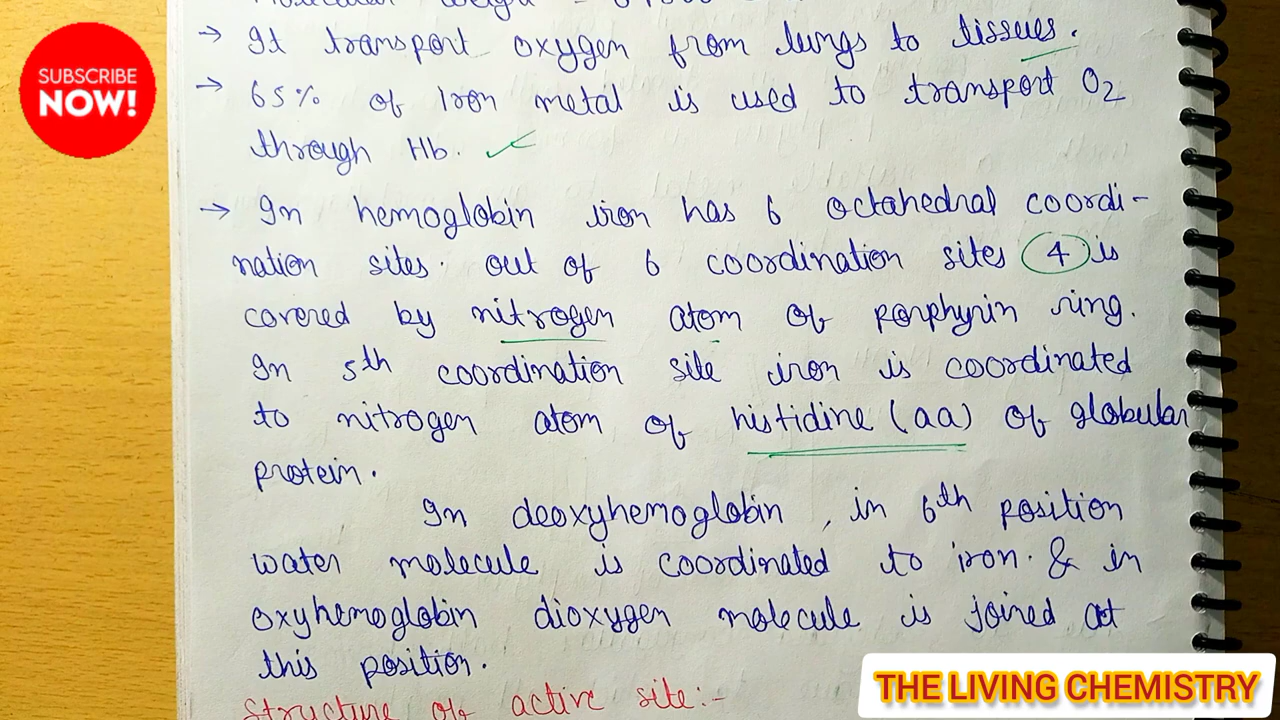 → It transport oxygen from lungs to tissues.
SUBSCRIBE
NOW!
→ 65% of Iron metal is used to transport O2
through Hb.
→ In hemoglobin iron has 6 octahedral coordi-
nation sites. out of 6 coordination sites 4 is
covered by nitrogen atom of porphyrin ring.
In 5th coordination site iron is coordinated
to nitrogen atom of histidine (aa) of globular
protein.
In deoxyhemoglobin, in 6th position
water molecule is coordinated to iron. & in
oxyhemoglobin dioxygen molecule is joined at
this position.
Structure of active site:-
THE LIVING CHEMISTRY